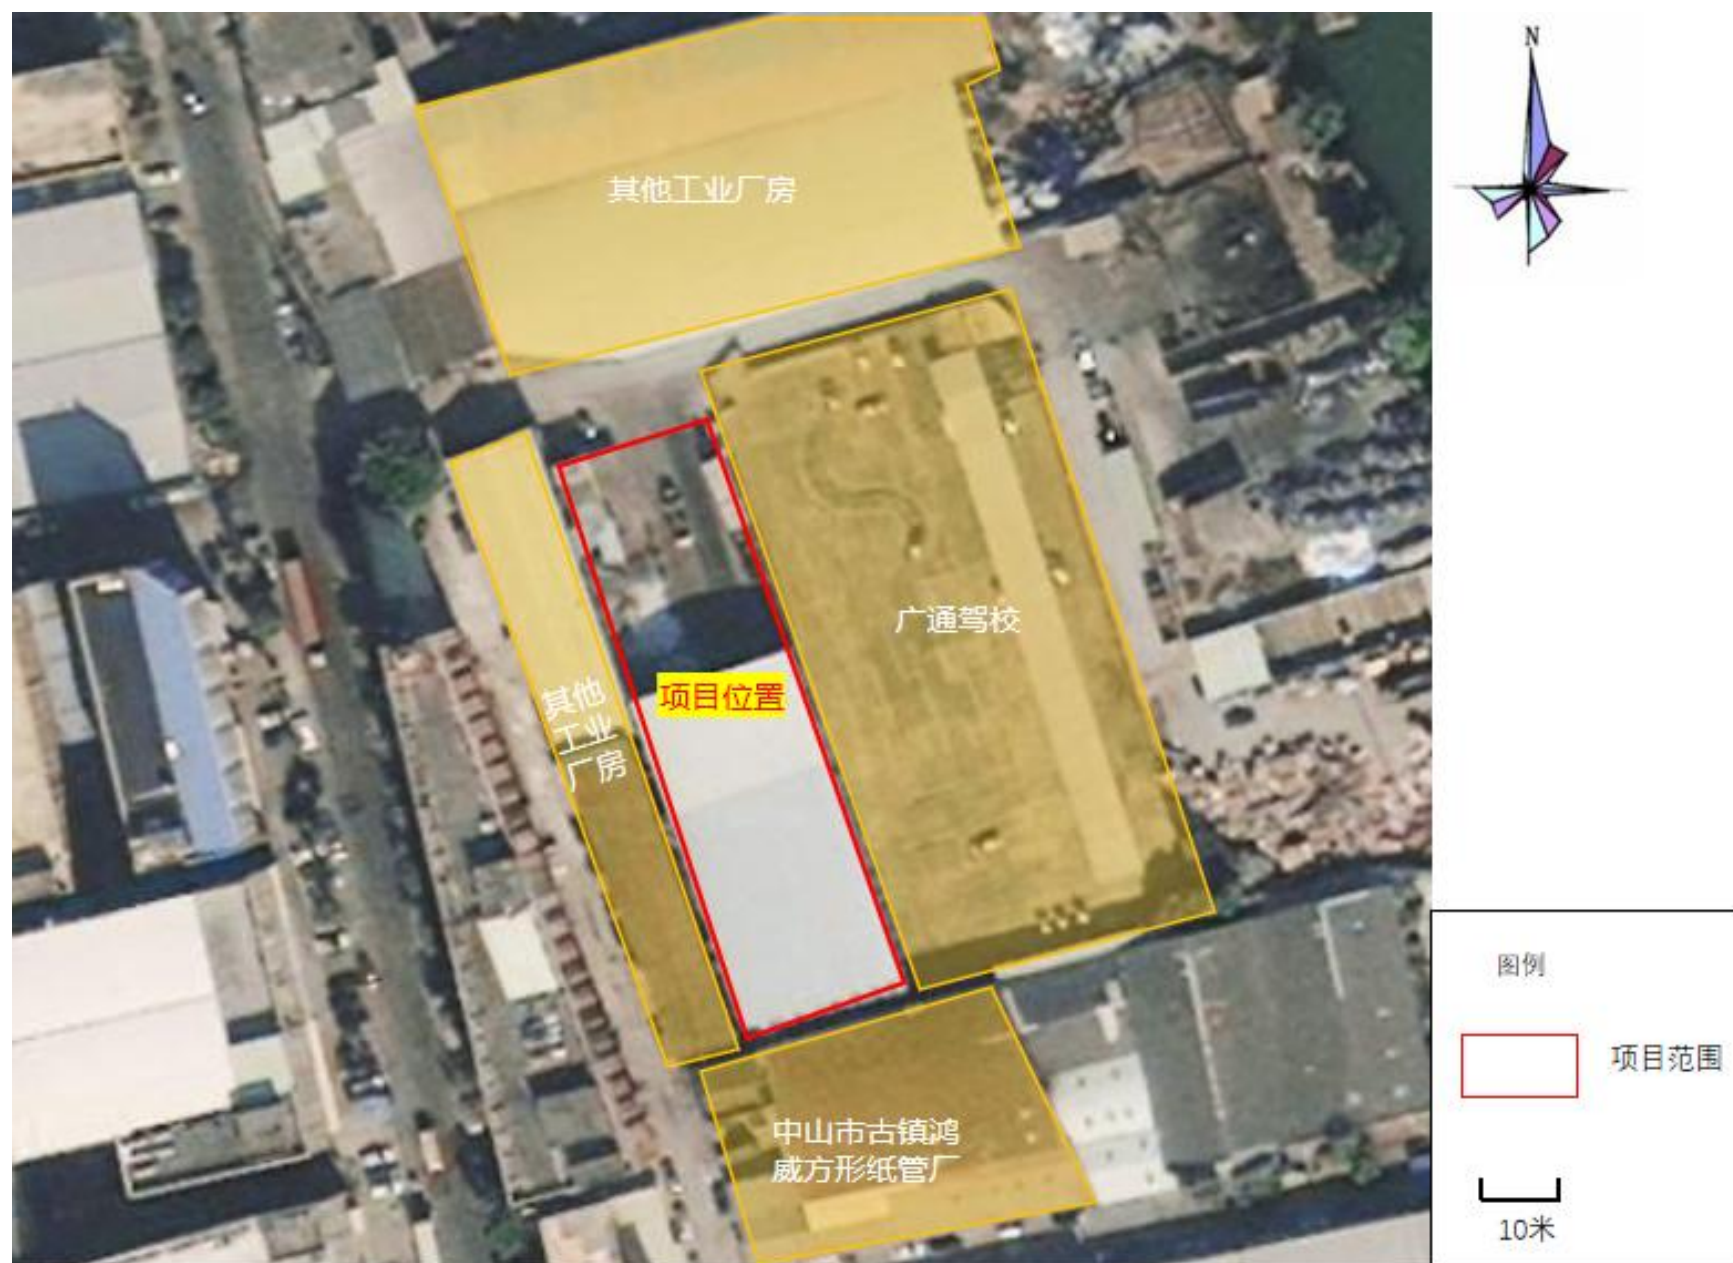 N
其他工业厂房
广通驾校
项目位置
其他
工业
厂房
中山市古镇鸿
威方形纸管厂
图例
项目范围
10米